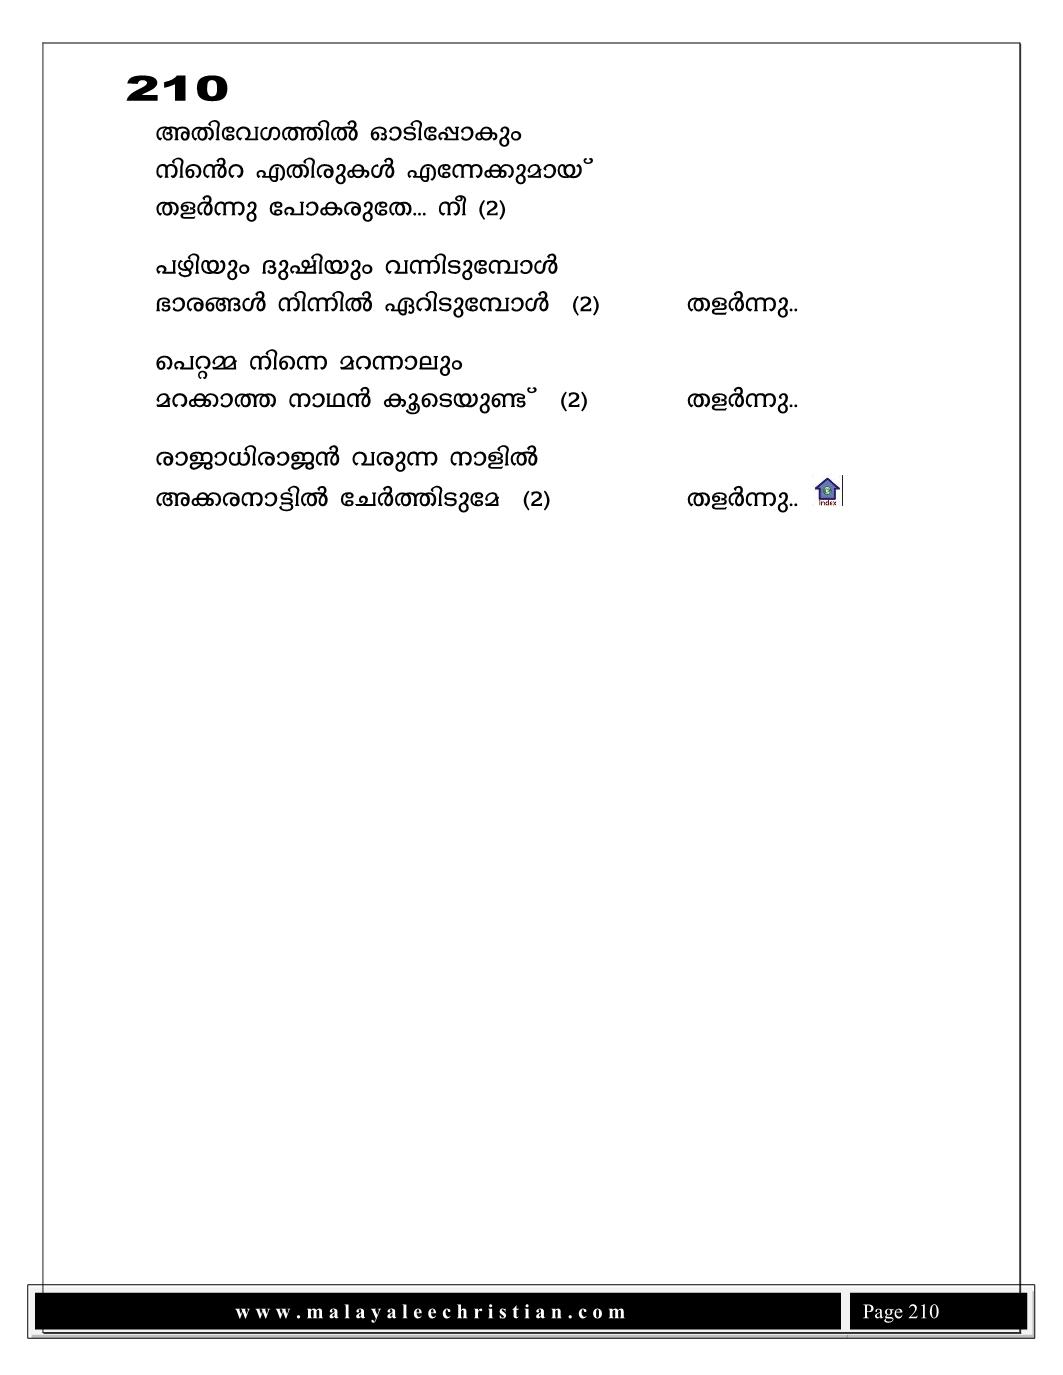 210
അതിവേഗത്തിൽ ഓടിപ്പോകും
നിൻെറ എതിരുകൾ എന്നേക്കുമായ്
തളർന്നു പോകരുതേ... നീ (2)
പഴിയും ദുഷിയും വന്നിടുമ്പോൾ
ഭാരങ്ങൾ നിന്നിൽ ഏറിടുമ്പോൾ (2) തളർന്നു..
പെറ്റമ്മ നിന്നെ മറന്നാലും
മറക്കാത്ത നാഥൻ കൂടെയുണ്ട് (2) തളർന്നു..
രാജാധിരാജൻ വരുന്ന നാളിൽ
അക്കരനാട്ടിൽ ചേർത്തിടുമേ (2) തളർന്നു.. index
www.malayaleechristian.com Page 210